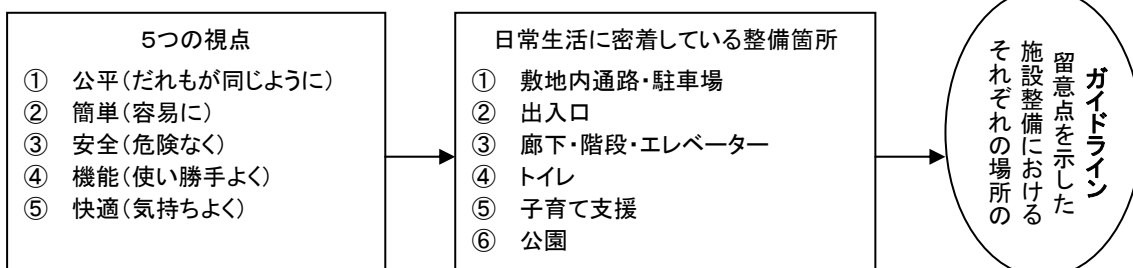 5つの視点
① 公平(だれもが同じように)
② 簡単(容易に)
③ 安全(危険なく)
④ 機能(使い勝手よく)
⑤ 快適(気持ちよく)
日常生活に密着している整備箇所
① 敷地内通路・駐車場
② 出入口
③ 廊下・階段・エレベーター
④ トイレ
⑤ 子育て支援
⑥ 公園
それぞれの場所の
施設整備における
留意点を示した
ガイドライン